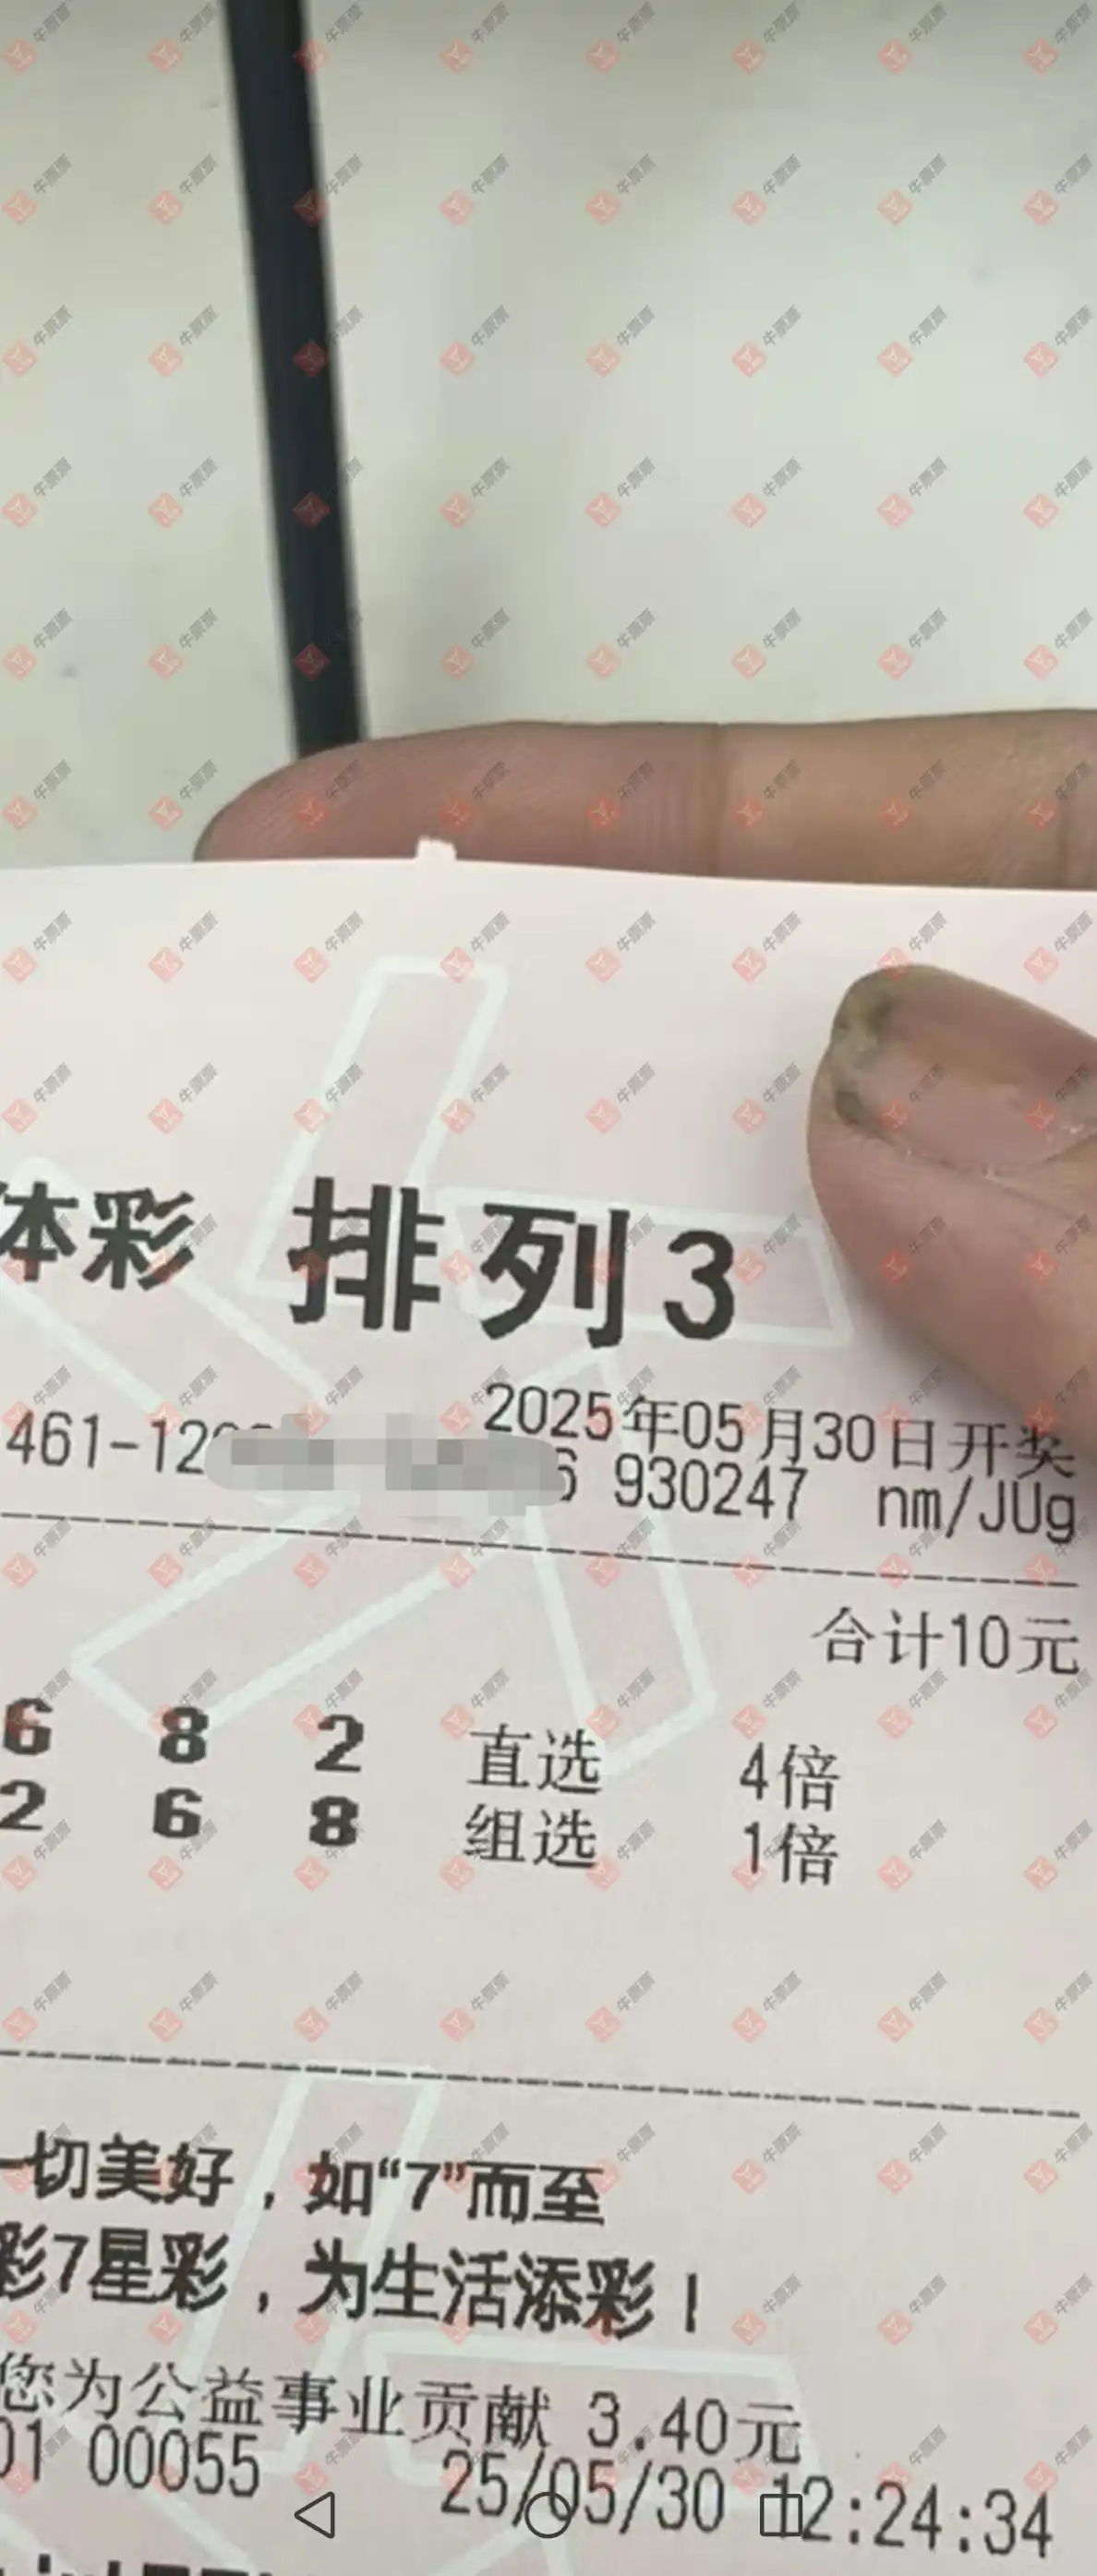 体彩 排列3
2025年05月30日开奖
461-12 6 930247 nm/JUg
合计10元
6 8 2 直选 4倍
2 6 8 组选 1倍
一切美好，如“7”而至
彩7星彩，为生活添彩！
您为公益事业贡献 3.40元
01 00055 25/05/30 12:24:34